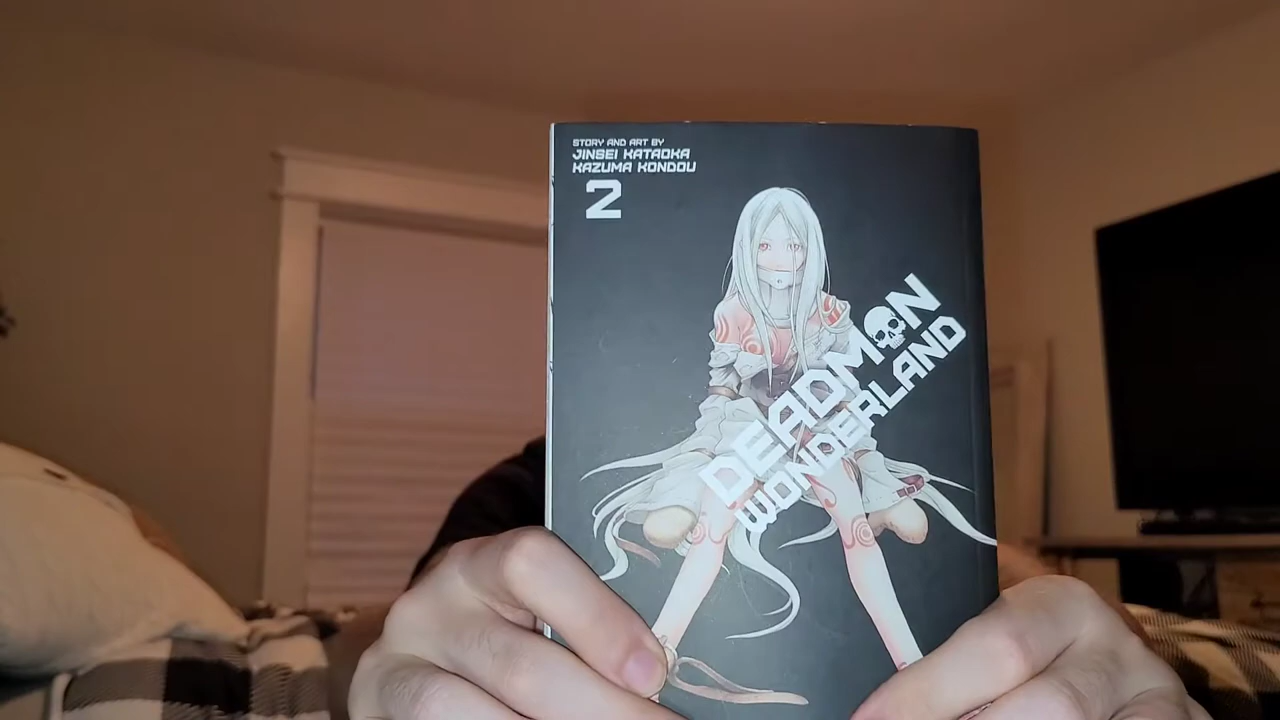 STORY AND ART BY
JINSEI KATAOKA
KAZUMA KONDOU
2
DEADMAN
WONDERLAND